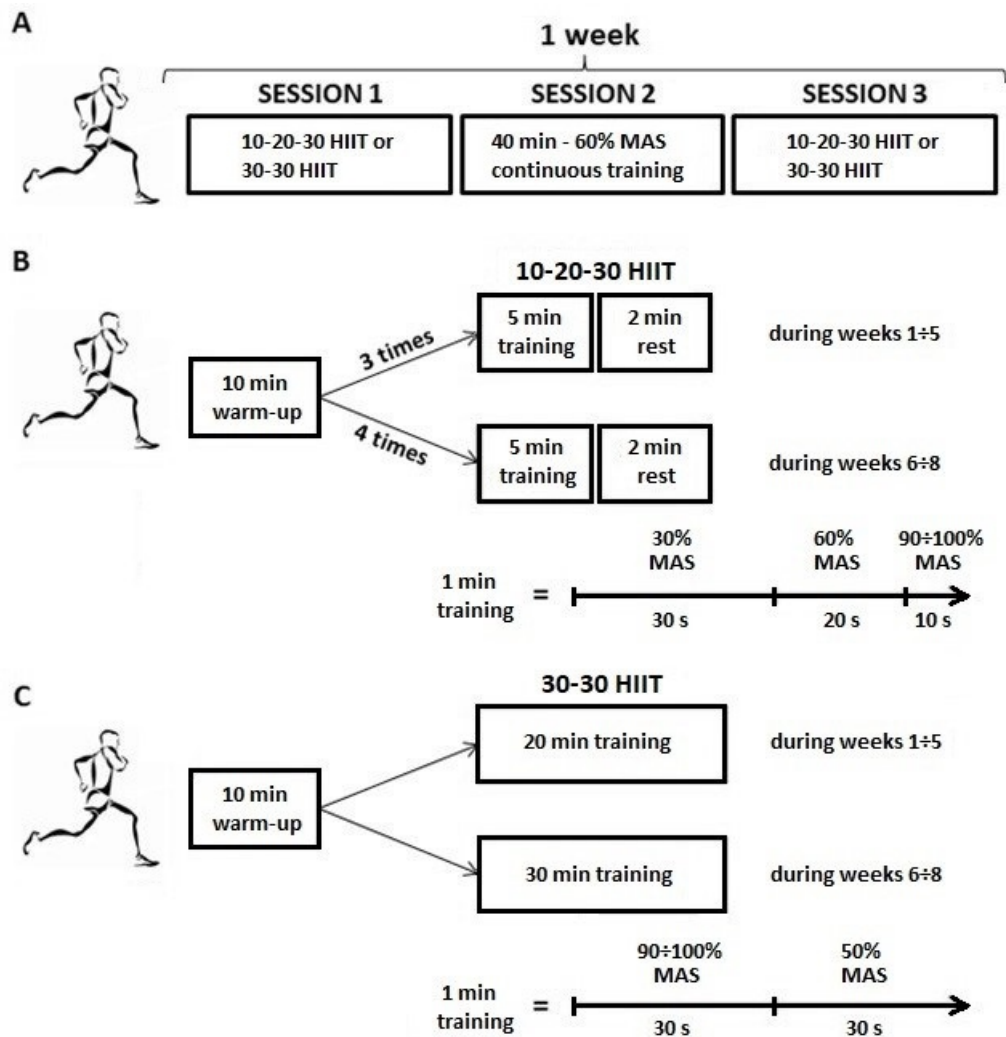 A
1 week
SESSION 1
SESSION 2
SESSION 3
10-20-30 HIIT or
30-30 HIIT
40 min - 60% MAS
continuous training
10-20-30 HIIT or
30-30 HIIT
B
10-20-30 HIIT
10 min
warm-up
3 times
5 min
training
2 min
rest
during weeks 1÷5
4 times
5 min
training
2 min
rest
during weeks 6÷8
1 min
training
=
30%
MAS
60%
MAS
90÷100%
MAS
30 s
20 s
10 s
C
30-30 HIIT
10 min
warm-up
20 min training
during weeks 1÷5
30 min training
during weeks 6÷8
1 min
training
=
90÷100%
MAS
50%
MAS
30 s
30 s